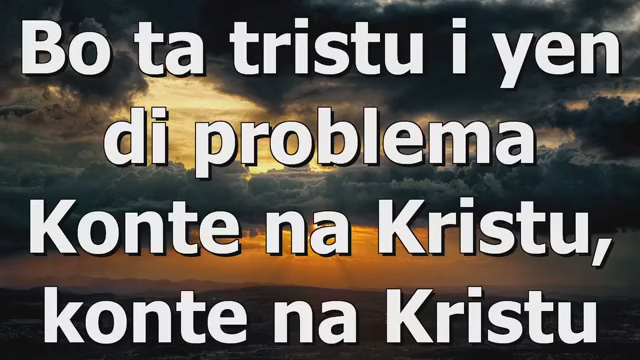 Bo ta tristu i yen
di problema
Konte na Kristu,
konte na Kristu